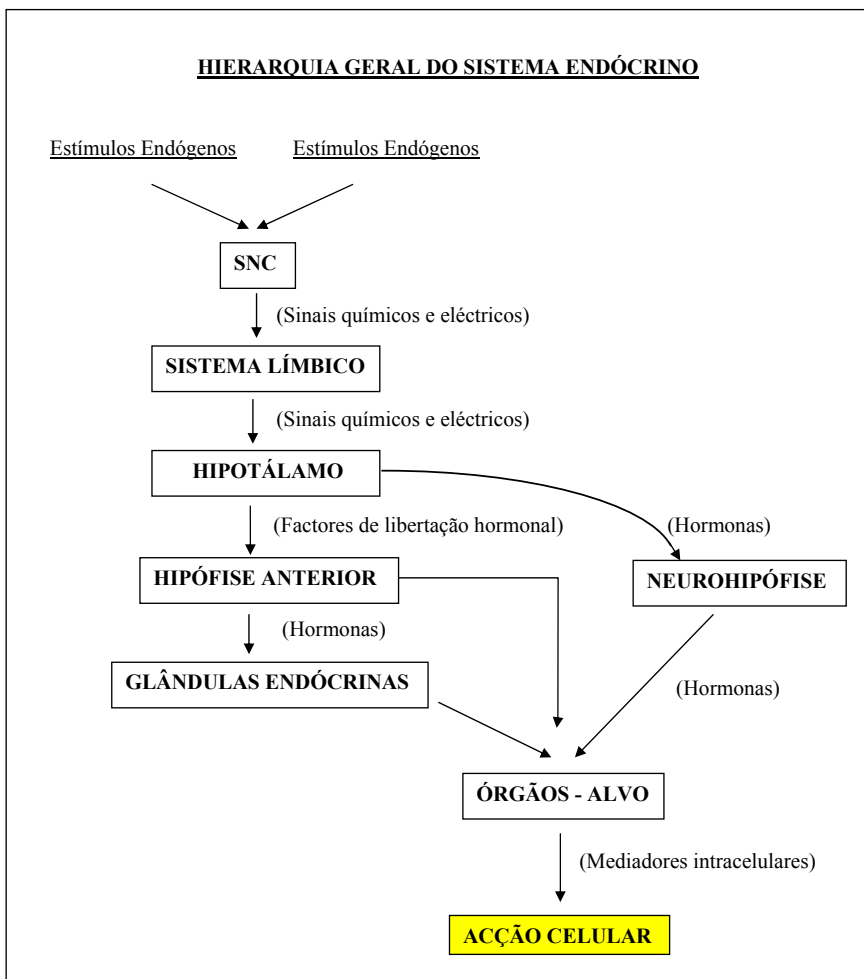 HIERARQUIA GERAL DO SISTEMA ENDÓCRINO
Estímulos Endógenos
Estímulos Endógenos
SNC
(Sinais químicos e eléctricos)
SISTEMA LÍMBICO
(Sinais químicos e eléctricos)
HIPOTÁLAMO
(Factores de libertação hormonal)
(Hormonas)
HIPÓFISE ANTERIOR
NEUROHIPÓFISE
(Hormonas)
GLÂNDULAS ENDÓCRINAS
(Hormonas)
ÓRGÃOS - ALVO
(Mediadores intracelulares)
ACÇÃO CELULAR